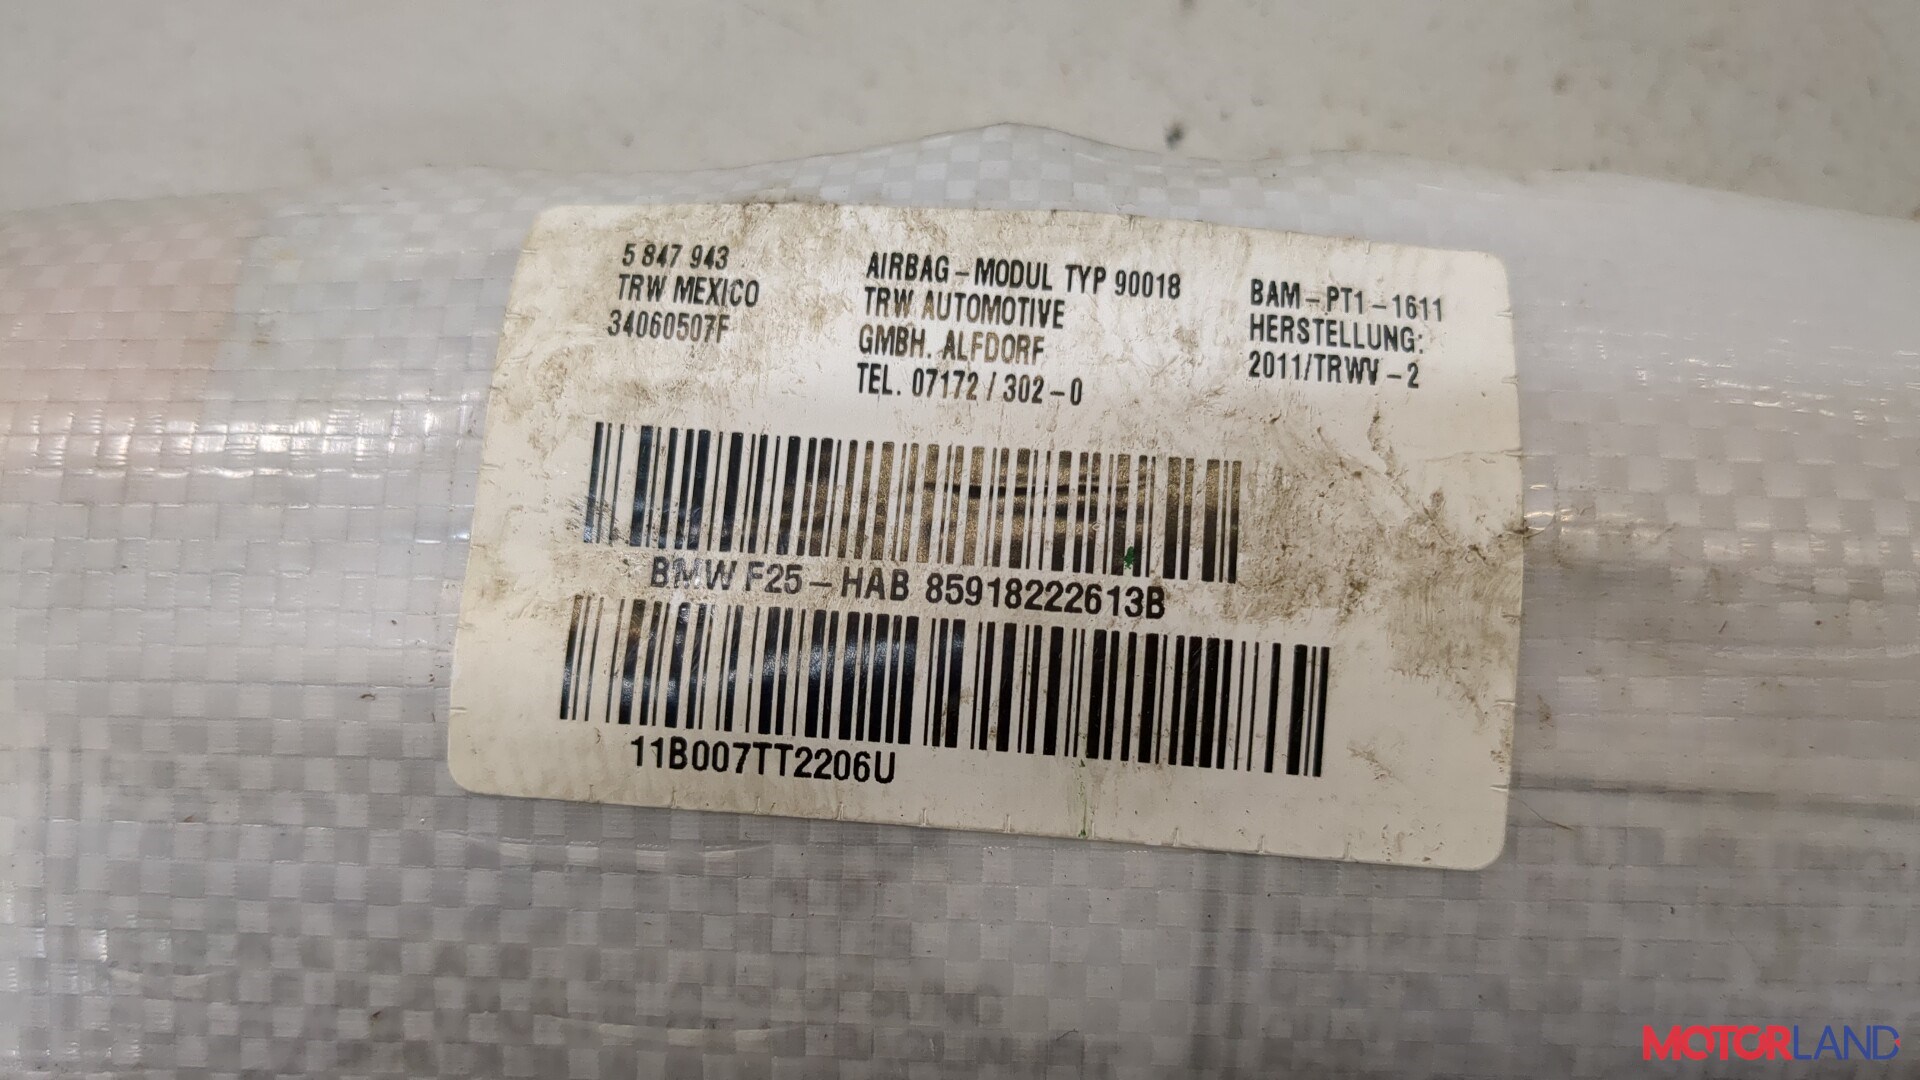 5 847 943
TRW MEXICO
34060507F
AIRBAG - MODUL TYP 90018
TRW AUTOMOTIVE
GMBH. ALFDORF
TEL. 07172 / 302 - 0
BAM - PT1 - 1611
HERSTELLUNG:
2011/TRWV - 2
BMW F25 - HAB 85918222613B
11B007TT2206U
MOTORLAND